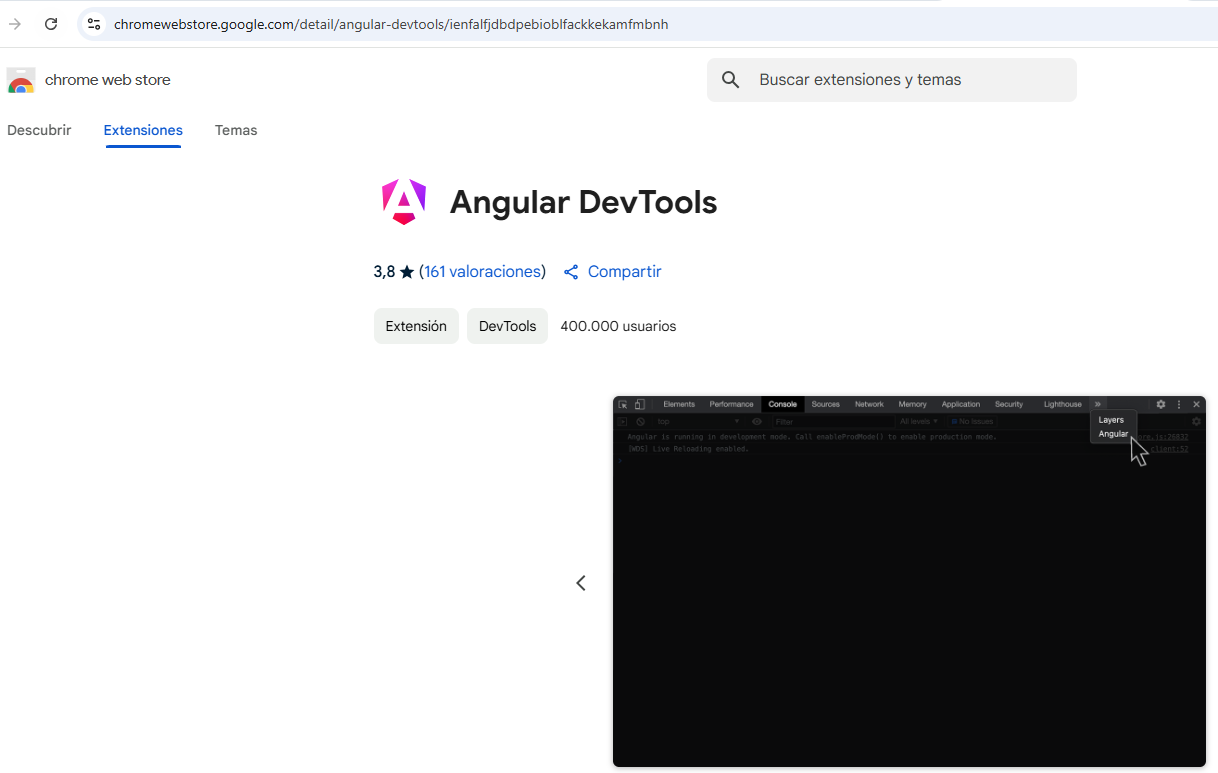 chromewebstore.google.com/detail/angular-devtools/ienfalfjdbdpebioblfackkekamfmbnh
chrome web store
Buscar extensiones y temas
Descubrir Extensiones Temas
Angular DevTools
3,8 ★ (161 valoraciones) Compartir
Extensión DevTools 400.000 usuarios
Elements Performance Console Sources Network Memory Application Security Lighthouse »
top Filter All levels No Issues
Layers
Angular
Angular is running in development mode. Call enableProdMode() to enable production mode.
[WDS] Live Reloading enabled. client:52